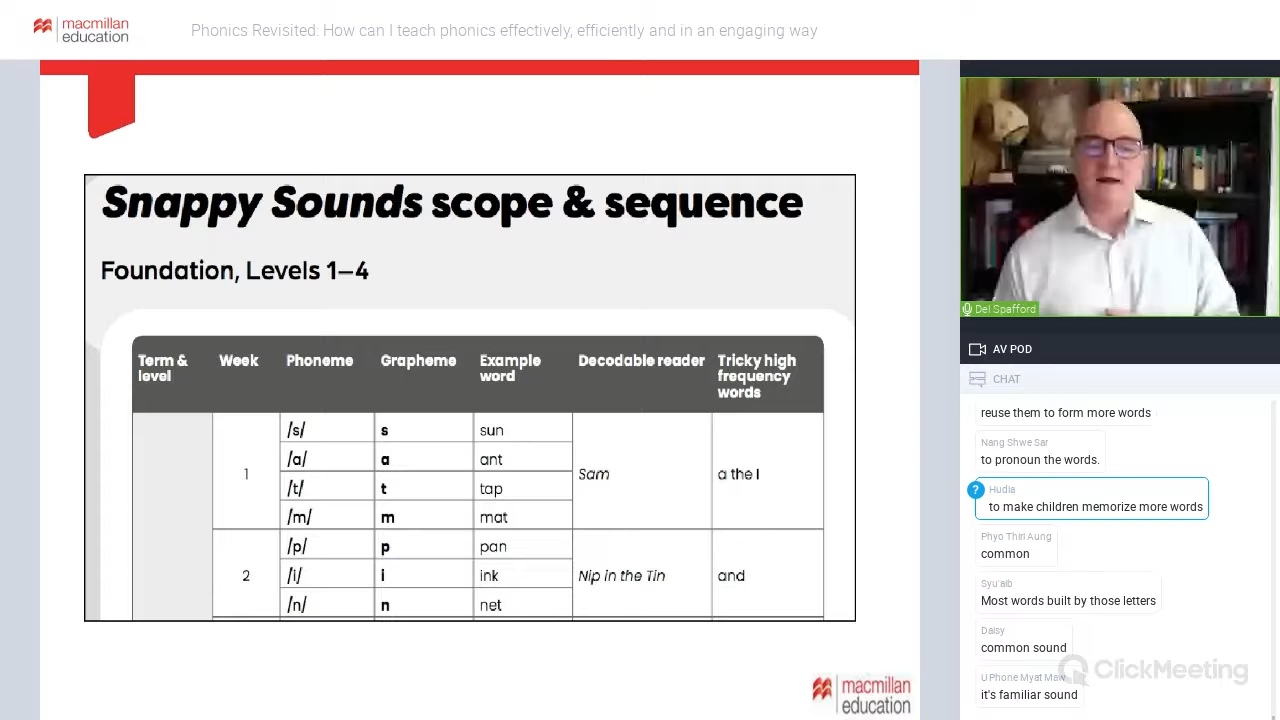 macmillan
education
Phonics Revisited: How can I teach phonics effectively, efficiently and in an engaging way
Snappy Sounds scope & sequence
Foundation, Levels 1–4
Term & level Week Phoneme Grapheme Example word Decodable reader Tricky high frequency words
1
/s/ s sun
/a/ a ant
/t/ t tap
/m/ m mat
Sam
a the I
2
/p/ p pan
/i/ i ink
/n/ n net
Nip in the Tin
and
macmillan
education
Del Spafford
AV POD
CHAT
reuse them to form more words
Nang Shwe Sar
to pronoun the words.
?
Hudia
to make children memorize more words
Phyo Thiri Aung
common
Syu'aib
Most words built by those letters
Daisy
common sound
U Phone Myat Maw
it's familiar sound
ClickMeeting